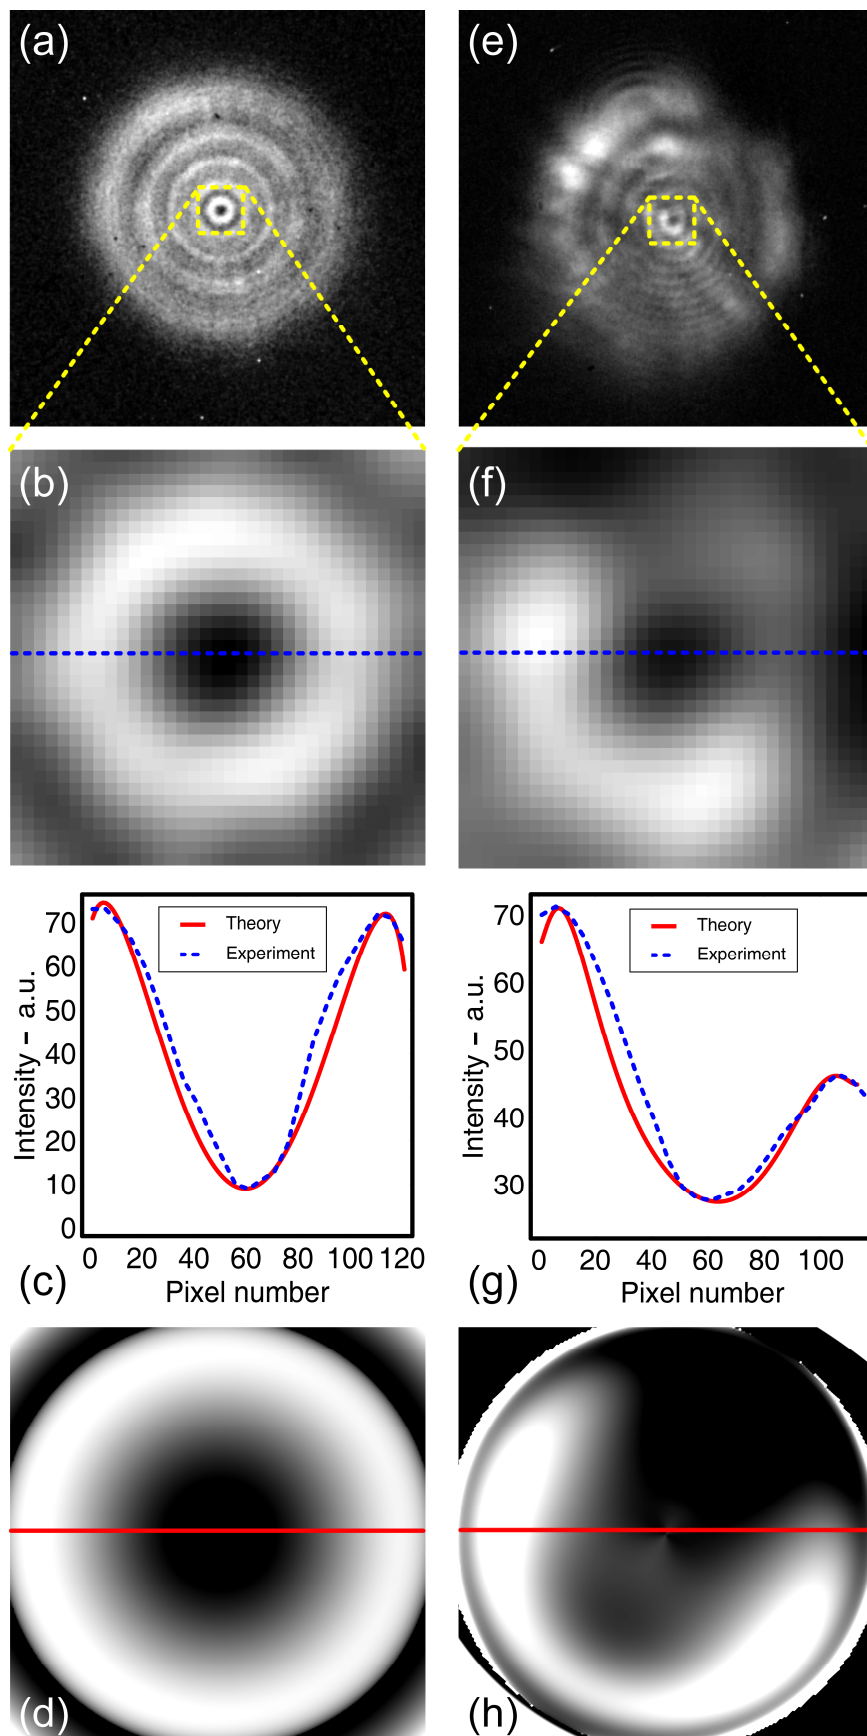 (a)
(e)
(b)
(f)
70
60
50
40
30
20
10
0
Intensity – a.u.
Theory
Experiment
0 20 40 60 80 100 120
Pixel number
(c)
70
60
50
40
30
Intensity – a.u.
Theory
Experiment
0 20 40 60 80 100
Pixel number
(g)
(d)
(h)